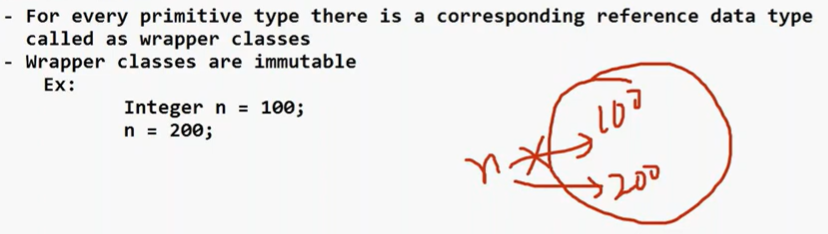 - For every primitive type there is a corresponding reference data type
called as wrapper classes
- Wrapper classes are immutable
Ex:
Integer n = 100;
n = 200;
100
n
200